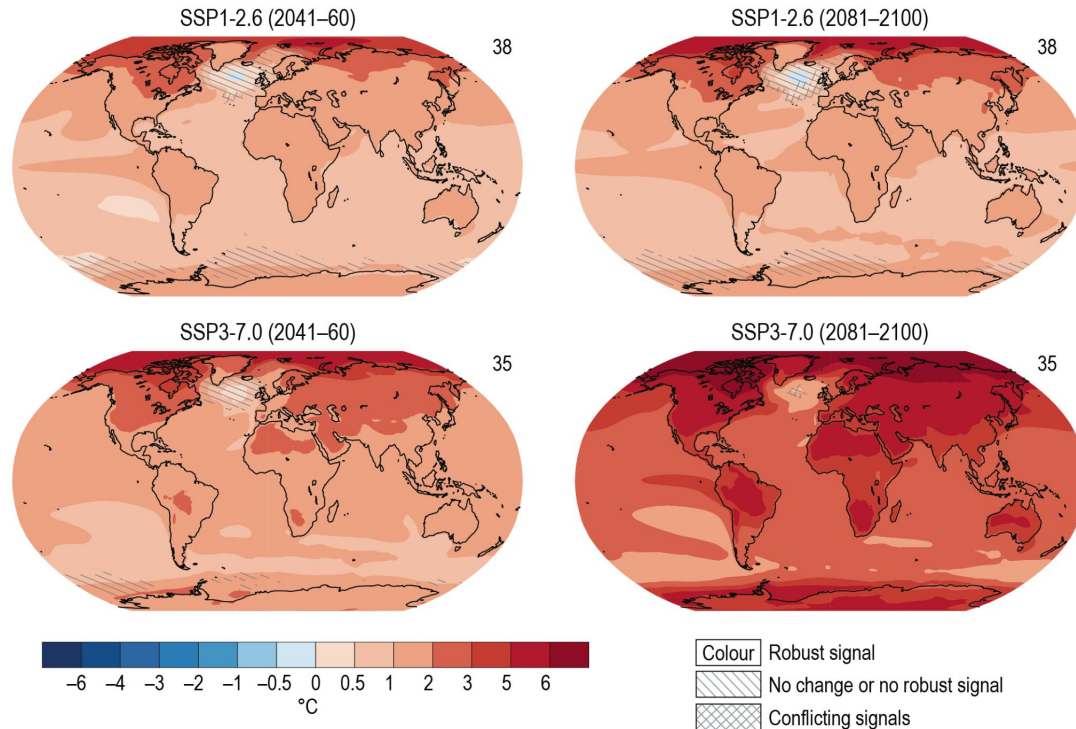 SSP1-2.6 (2041–60)
38
SSP1-2.6 (2081–2100)
38
SSP3-7.0 (2041–60)
35
SSP3-7.0 (2081–2100)
35
–6 –4 –3 –2 –1 –0.5 0 0.5 1 2 3 5 6
°C
Colour Robust signal
No change or no robust signal
Conflicting signals